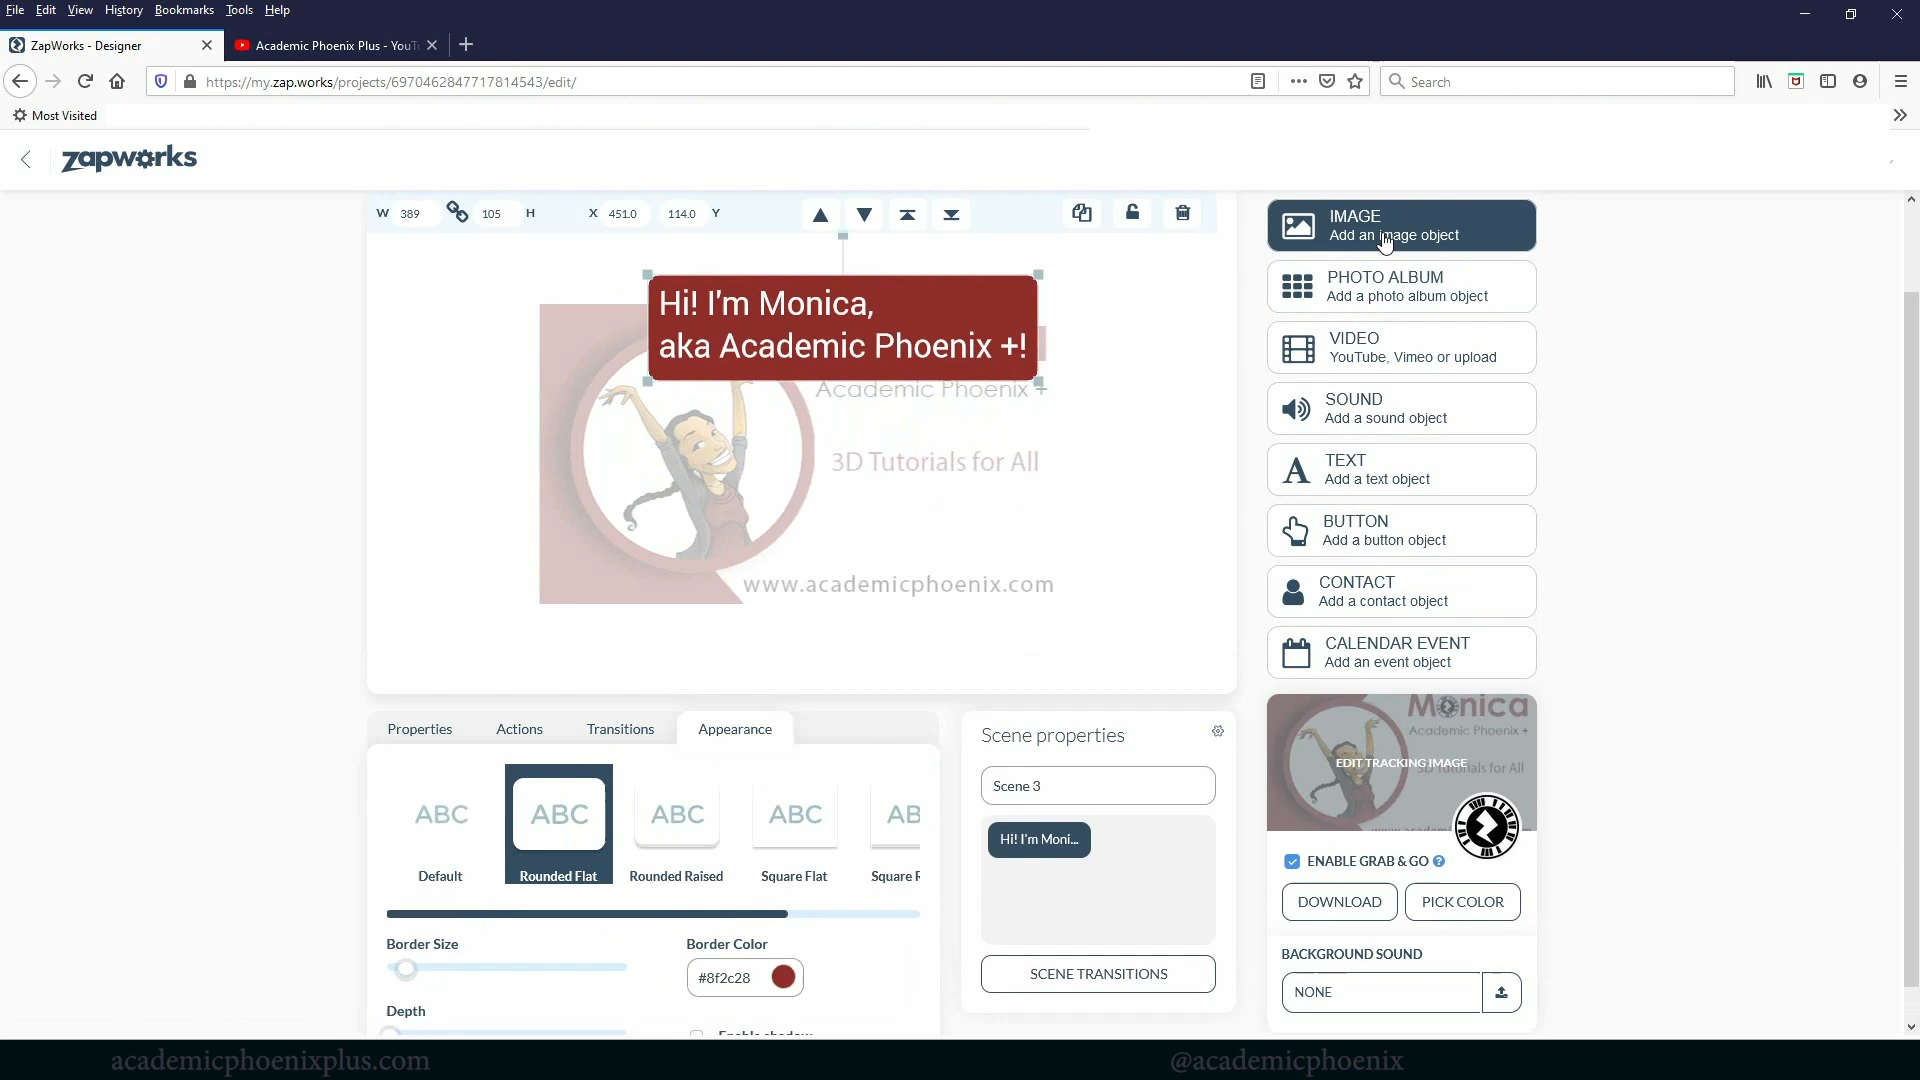 File Edit View History Bookmarks Tools Help
ZapWorks - Designer
Academic Phoenix Plus - YouT
https://my.zap.works/projects/6970462847717814543/edit/
Search
Most Visited
zapworks
W 389 105 H X 451.0 114.0 Y
Hi! I'm Monica,
aka Academic Phoenix +!
Academic Phoenix +
3D Tutorials for All
www.academicphoenix.com
IMAGE
Add an image object
PHOTO ALBUM
Add a photo album object
VIDEO
YouTube, Vimeo or upload
SOUND
Add a sound object
TEXT
Add a text object
BUTTON
Add a button object
CONTACT
Add a contact object
CALENDAR EVENT
Add an event object
Properties Actions Transitions Appearance
ABC ABC ABC ABC AB
Default Rounded Flat Rounded Raised Square Flat Square R
Border Size
Border Color
#8f2c28
Depth
Scene properties
Scene 3
Hi! I'm Moni...
SCENE TRANSITIONS
Monica
Academic Phoenix +
EDIT TRACKING IMAGE
3D Tutorials for All
ENABLE GRAB & GO ?
DOWNLOAD PICK COLOR
BACKGROUND SOUND
NONE
academicphoenixplus.com
@academicphoenix